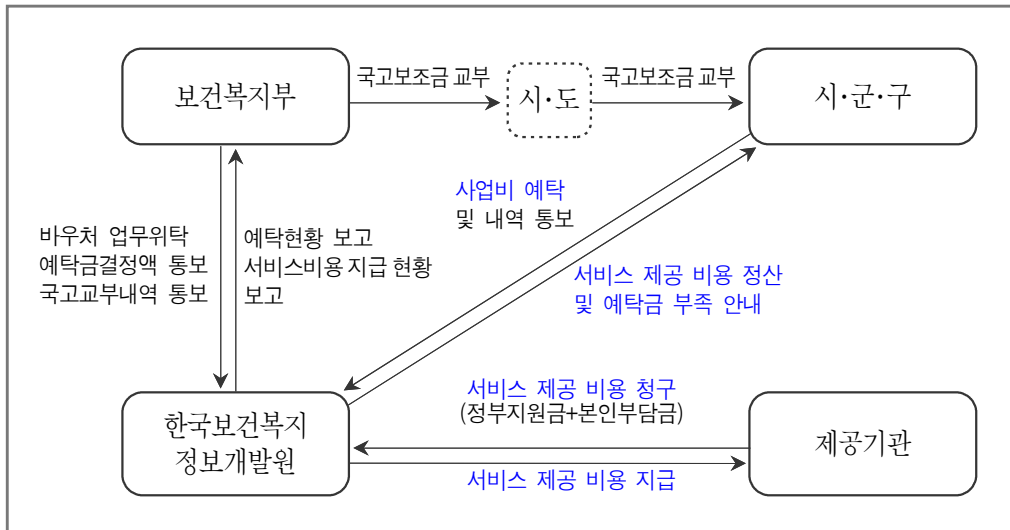 보건복지부
국고보조금 교부
시·도
국고보조금 교부
시·군·구
사업비 예탁
및 내역 통보
바우처 업무위탁
예탁금결정액 통보
국고교부내역 통보
예탁현황 보고
서비스비용 지급 현황
보고
서비스 제공 비용 정산
및 예탁금 부족 안내
한국보건복지
정보개발원
서비스 제공 비용 청구
(정부지원금+본인부담금)
서비스 제공 비용 지급
제공기관